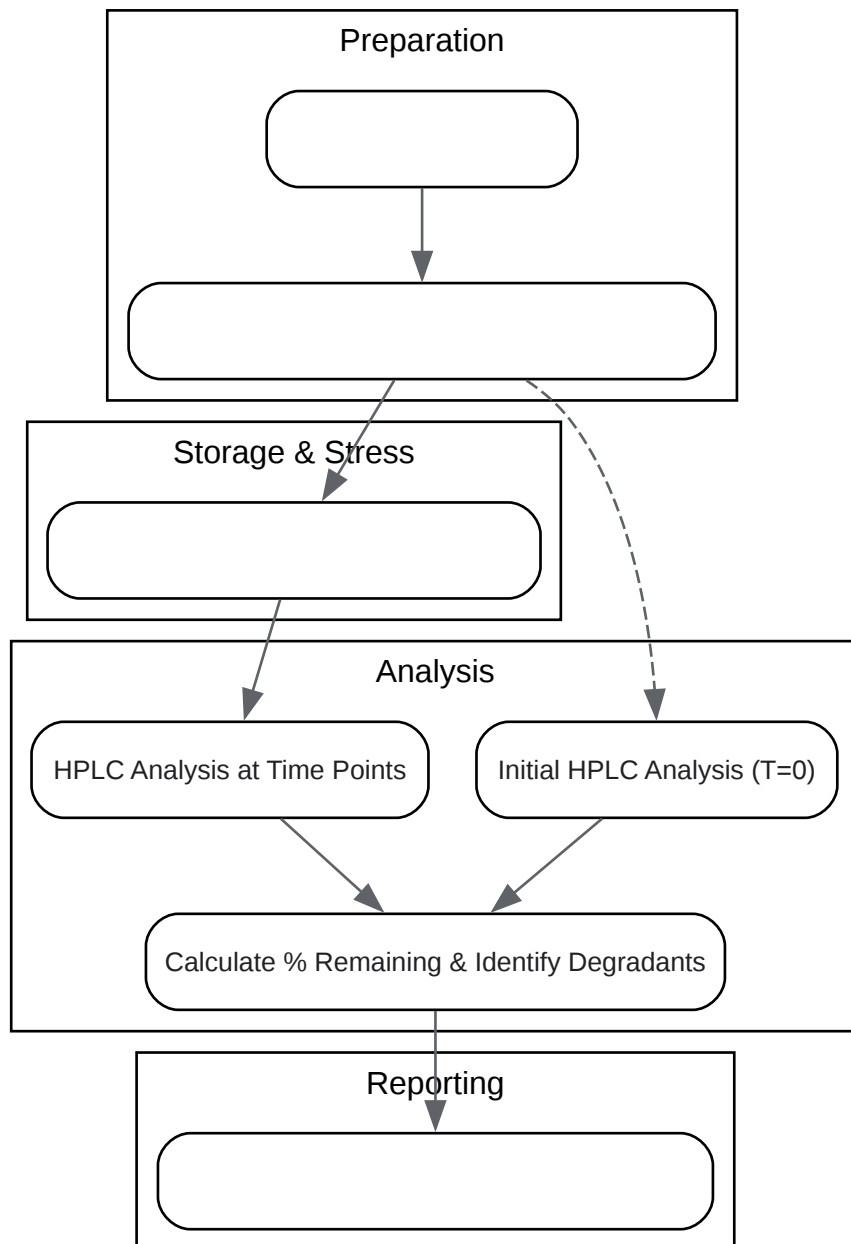 Preparation
Storage & Stress
Analysis
HPLC Analysis at Time Points
Initial HPLC Analysis (T=0)
Calculate % Remaining & Identify Degradants
Reporting